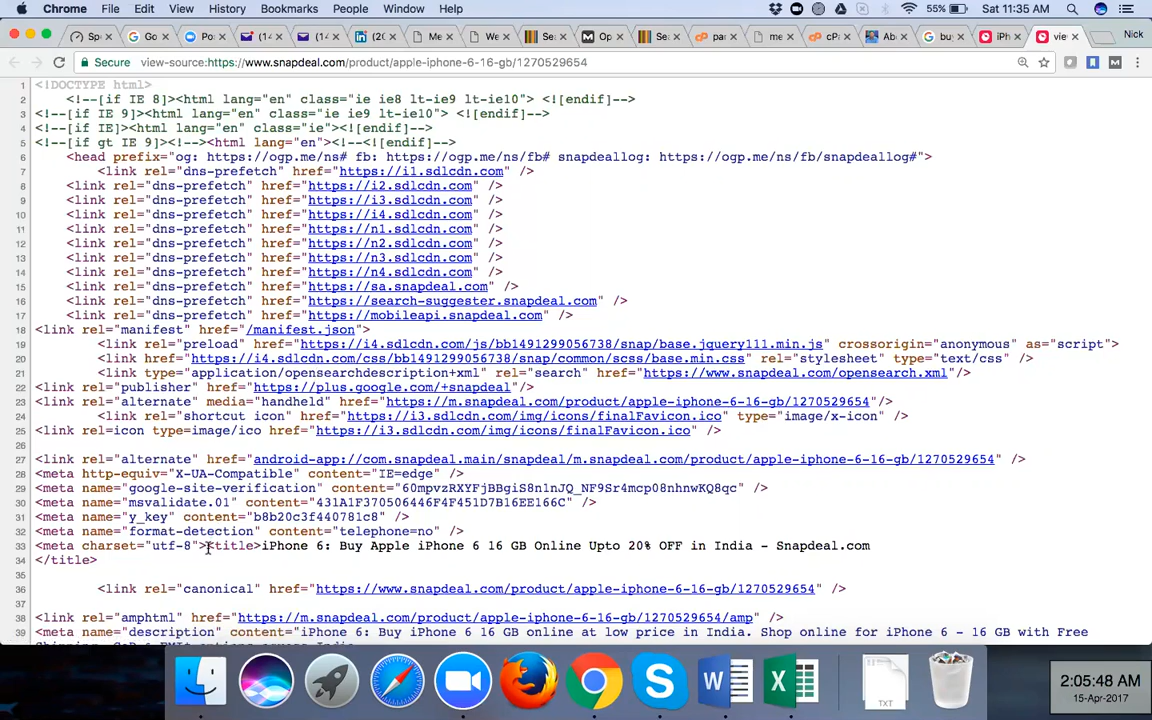 Chrome File Edit View History Bookmarks People Window Help 55% Sat 11:35 AM
Sp Go Po (14 (14 (20 Me We Se Op Se pa me cPa Ab buy iPh vie Nick
Secure view-source:https://www.snapdeal.com/product/apple-iphone-6-16-gb/1270529654
1 <!DOCTYPE html>
2 <!--[if IE 8]><html lang="en" class="ie ie8 lt-ie9 lt-ie10"> <![endif]-->
3 <!--[if IE 9]><html lang="en" class="ie ie9 lt-ie10"> <![endif]-->
4 <!--[if IE]><html lang="en" class="ie"><![endif]-->
5 <!--[if gt IE 9]><!--><html lang="en"><!--<![endif]-->
6 <head prefix="og: https://ogp.me/ns# fb: https://ogp.me/ns/fb# snapdeallog: https://ogp.me/ns/fb/snapdeallog#">
7 <link rel="dns-prefetch" href="https://i1.sdlcdn.com" />
8 <link rel="dns-prefetch" href="https://i2.sdlcdn.com" />
9 <link rel="dns-prefetch" href="https://i3.sdlcdn.com" />
10 <link rel="dns-prefetch" href="https://i4.sdlcdn.com" />
11 <link rel="dns-prefetch" href="https://n1.sdlcdn.com" />
12 <link rel="dns-prefetch" href="https://n2.sdlcdn.com" />
13 <link rel="dns-prefetch" href="https://n3.sdlcdn.com" />
14 <link rel="dns-prefetch" href="https://n4.sdlcdn.com" />
15 <link rel="dns-prefetch" href="https://sa.snapdeal.com" />
16 <link rel="dns-prefetch" href="https://search-suggester.snapdeal.com" />
17 <link rel="dns-prefetch" href="https://mobileapi.snapdeal.com" />
18 <link rel="manifest" href="/manifest.json">
19 <link rel="preload" href="https://i4.sdlcdn.com/js/bb1491299056738/snap/base.jquery111.min.js" crossorigin="anonymous" as="script">
20 <link href="https://i4.sdlcdn.com/css/bb1491299056738/snap/common/scss/base.min.css" rel="stylesheet" type="text/css" />
21 <link type="application/opensearchdescription+xml" rel="search" href="https://www.snapdeal.com/opensearch.xml"/>
22 <link rel="publisher" href="https://plus.google.com/+snapdeal"/>
23 <link rel="alternate" media="handheld" href="https://m.snapdeal.com/product/apple-iphone-6-16-gb/1270529654"/>
24 <link rel="shortcut icon" href="https://i3.sdlcdn.com/img/icons/finalFavicon.ico" type="image/x-icon" />
25 <link rel=icon type=image/ico href="https://i3.sdlcdn.com/img/icons/finalFavicon.ico" />
26
27 <link rel="alternate" href="android-app://com.snapdeal.main/snapdeal/m.snapdeal.com/product/apple-iphone-6-16-gb/1270529654" />
28 <meta http-equiv="X-UA-Compatible" content="IE=edge" />
29 <meta name="google-site-verification" content="60mpvzRXYFjBBgiS8n1nJQ_NF9Sr4mcp08nhnwKQ8qc" />
30 <meta name="msvalidate.01" content="431A1F370506446F4F451D7B16EE166C" />
31 <meta name="y_key" content="b8b20c3f440781c8" />
32 <meta name="format-detection" content="telephone=no" />
33 <meta charset="utf-8"><title>iPhone 6: Buy Apple iPhone 6 16 GB Online Upto 20% OFF in India - Snapdeal.com
34 </title>
35
36 <link rel="canonical" href="https://www.snapdeal.com/product/apple-iphone-6-16-gb/1270529654" />
37
38 <link rel="amphtml" href="https://m.snapdeal.com/product/apple-iphone-6-16-gb/1270529654/amp" />
39 <meta name="description" content="iPhone 6: Buy iPhone 6 16 GB online at low price in India. Shop online for iPhone 6 - 16 GB with Free
TXT
2:05:48 AM
15-Apr-2017